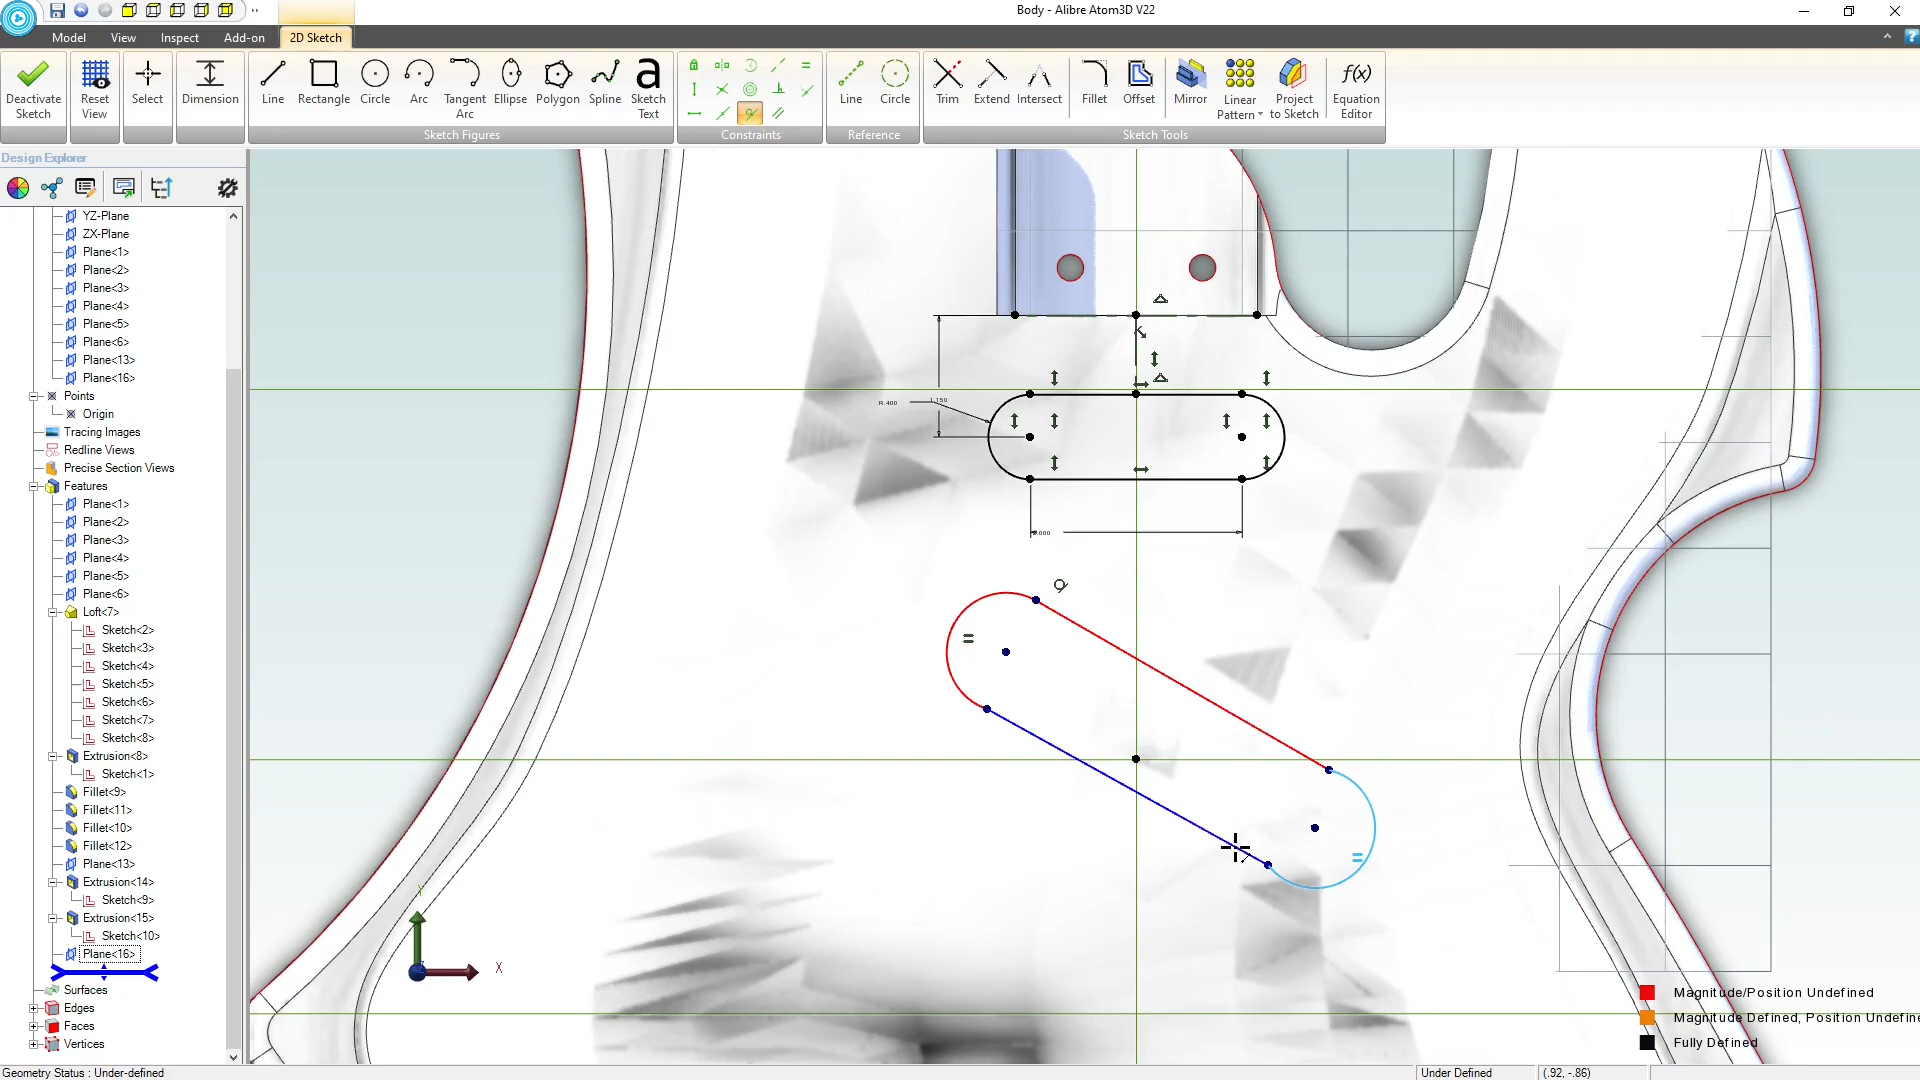 Body - Alibre Atom3D V22
Model View Inspect Add-on 2D Sketch
Deactivate Sketch
Reset View
Select
Dimension
Line Rectangle Circle Arc Tangent Arc Ellipse Polygon Spline Sketch Text
Sketch Figures
Constraints
Line Circle
Reference
Trim Extend Intersect Fillet Offset Mirror Linear Pattern Project to Sketch Equation Editor
f(x)
Sketch Tools
Design Explorer
YZ-Plane
ZX-Plane
Plane<1>
Plane<2>
Plane<3>
Plane<4>
Plane<5>
Plane<6>
Plane<13>
Plane<16>
Points
Origin
Tracing Images
Redline Views
Precise Section Views
Features
Plane<1>
Plane<2>
Plane<3>
Plane<4>
Plane<5>
Plane<6>
Loft<7>
Sketch<2>
Sketch<3>
Sketch<4>
Sketch<5>
Sketch<6>
Sketch<7>
Sketch<8>
Extrusion<8>
Sketch<1>
Fillet<9>
Fillet<11>
Fillet<10>
Fillet<12>
Plane<13>
Extrusion<14>
Sketch<9>
Extrusion<15>
Sketch<10>
Plane<16>
Surfaces
Edges
Faces
Vertices
R.400
1.150
Y
X
Magnitude/Position Undefined
Magnitude Defined, Position Undefine
Fully Defined
Geometry Status : Under-defined
Under Defined
(.92, -.86)